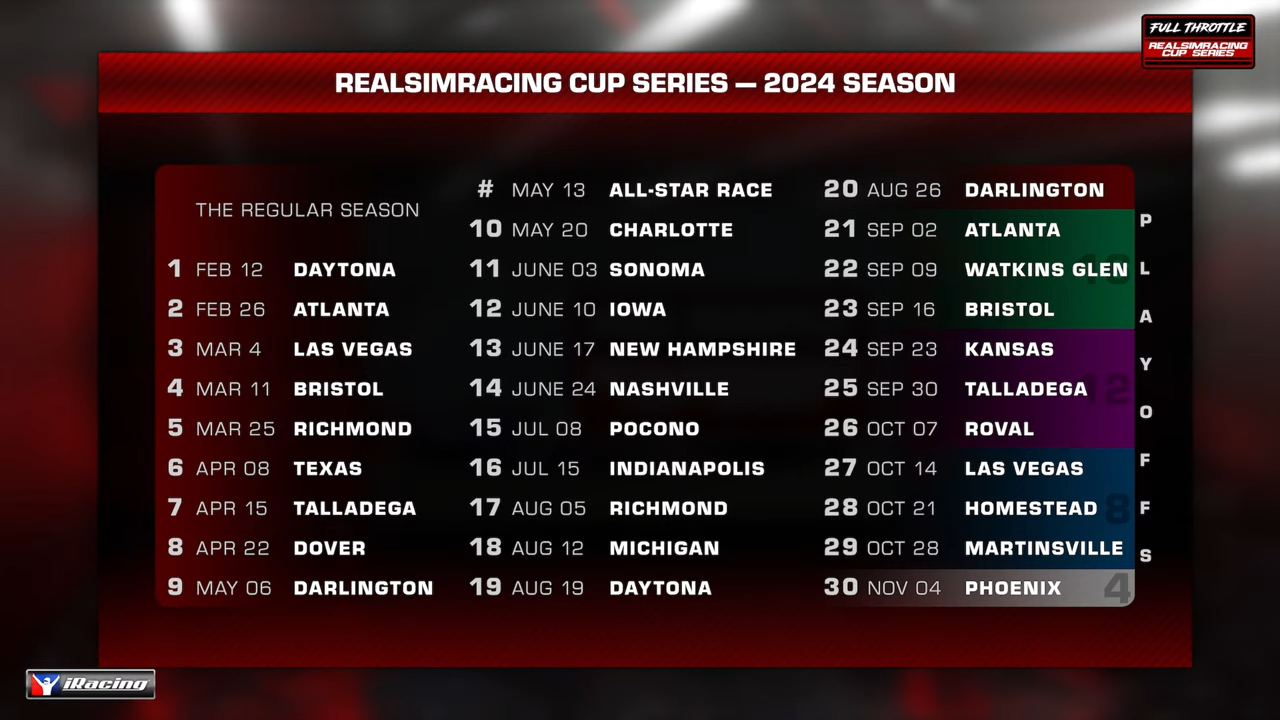 FULL THROTTLE
REALSIMRACING
CUP SERIES
REALSIMRACING CUP SERIES — 2024 SEASON
THE REGULAR SEASON
1 FEB 12 DAYTONA
2 FEB 26 ATLANTA
3 MAR 4 LAS VEGAS
4 MAR 11 BRISTOL
5 MAR 25 RICHMOND
6 APR 08 TEXAS
7 APR 15 TALLADEGA
8 APR 22 DOVER
9 MAY 06 DARLINGTON
# MAY 13 ALL-STAR RACE
10 MAY 20 CHARLOTTE
11 JUNE 03 SONOMA
12 JUNE 10 IOWA
13 JUNE 17 NEW HAMPSHIRE
14 JUNE 24 NASHVILLE
15 JUL 08 POCONO
16 JUL 15 INDIANAPOLIS
17 AUG 05 RICHMOND
18 AUG 12 MICHIGAN
19 AUG 19 DAYTONA
20 AUG 26 DARLINGTON
21 SEP 02 ATLANTA
22 SEP 09 WATKINS GLEN
23 SEP 16 BRISTOL
16
24 SEP 23 KANSAS
25 SEP 30 TALLADEGA
26 OCT 07 ROVAL
12
27 OCT 14 LAS VEGAS
28 OCT 21 HOMESTEAD
29 OCT 28 MARTINSVILLE
8
30 NOV 04 PHOENIX
4
PLAYOFFS
iRacing